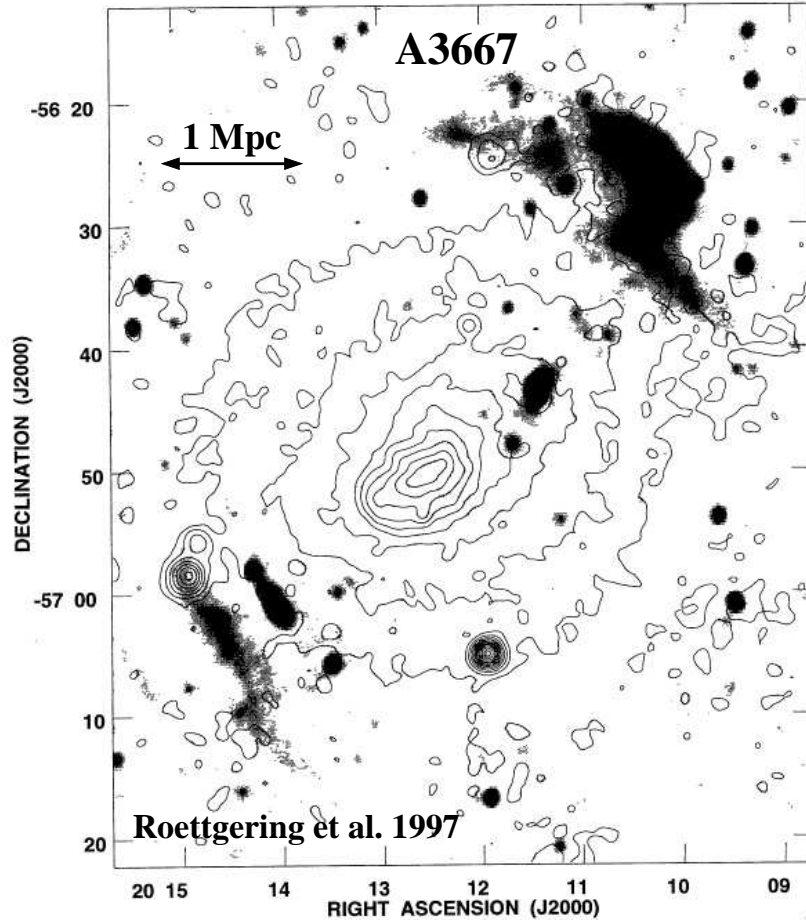 A3667
-56 20
1 Mpc
30
40
DECLINATION (J2000)
50
-57 00
10
Roettgering et al. 1997
20
20 15 14 13 12 11 10 09
RIGHT ASCENSION (J2000)